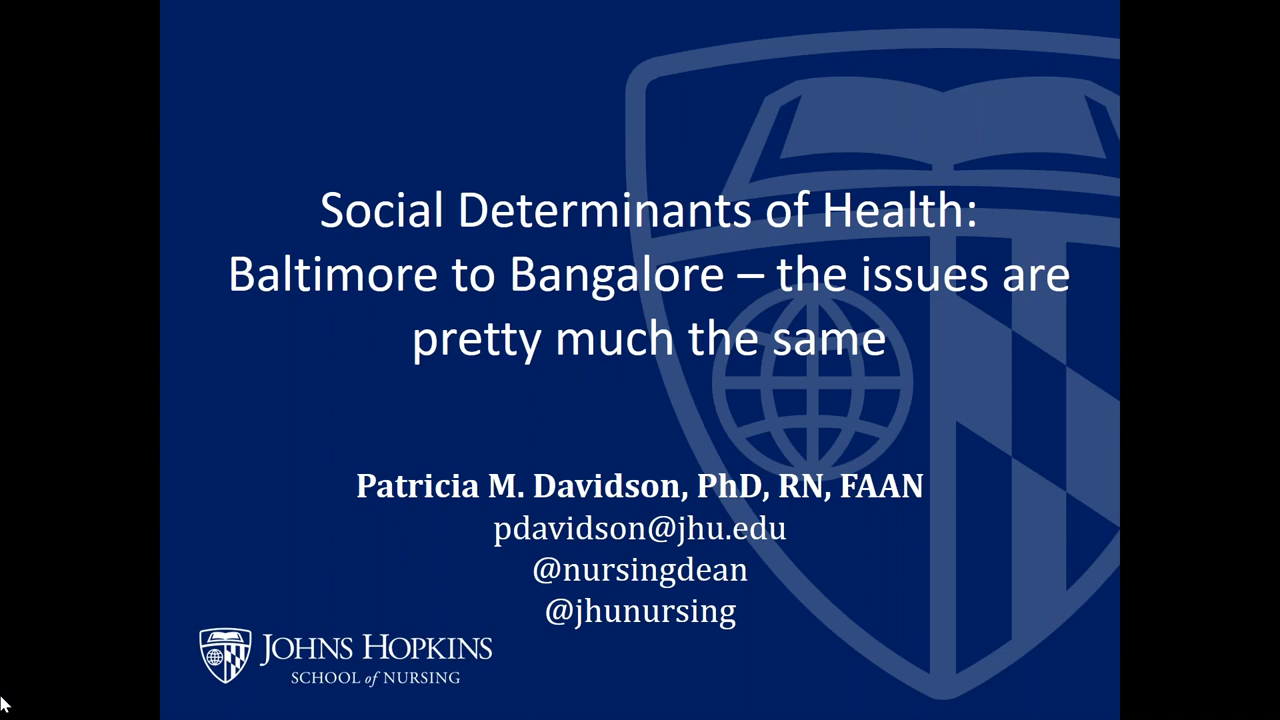 Social Determinants of Health:
Baltimore to Bangalore – the issues are
pretty much the same
Patricia M. Davidson, PhD, RN, FAAN
pdavidson@jhu.edu
@nursingdean
@jhunursing
JOHNS HOPKINS
SCHOOL of NURSING